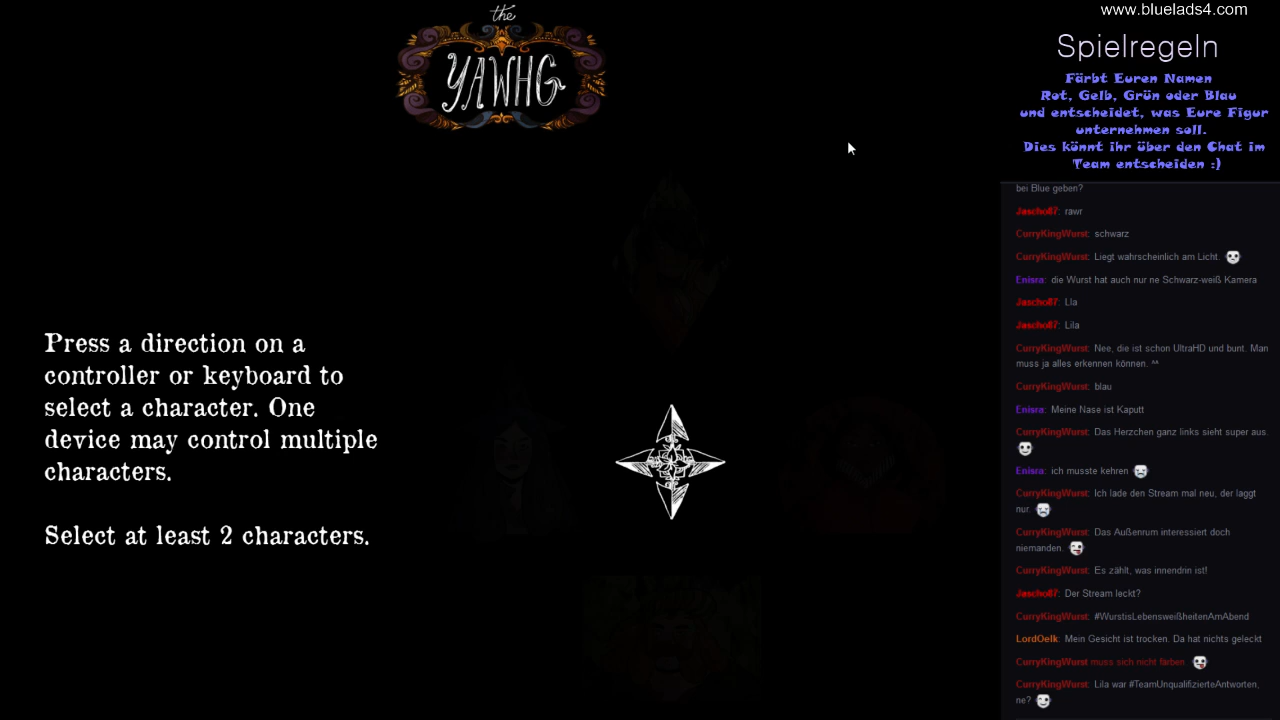 the
YAWHG
Press a direction on a
controller or keyboard to
select a character. One
device may control multiple
characters.
Select at least 2 characters.
www.bluelads4.com
Spielregeln
Färbt Euren Namen
Rot, Gelb, Grün oder Blau
und entscheidet, was Eure Figur
unternehmen soll.
Dies könnt ihr über den Chat im
Team entscheiden :)
bei Blue geben?
Jascho87: rawr
CurryKingWurst: schwarz
CurryKingWurst: Liegt wahrscheinlich am Licht.
Enisra: die Wurst hat auch nur ne Schwarz-weiß Kamera
Jascho87: Lla
Jascho87: Lila
CurryKingWurst: Nee, die ist schon UltraHD und bunt. Man
muss ja alles erkennen können. ^^
CurryKingWurst: blau
Enisra: Meine Nase ist Kaputt
CurryKingWurst: Das Herzchen ganz links sieht super aus.
Enisra: ich musste kehren
CurryKingWurst: Ich lade den Stream mal neu, der laggt
nur.
CurryKingWurst: Das Außenrum interessiert doch
niemanden.
CurryKingWurst: Es zählt, was innendrin ist!
Jascho87: Der Stream leckt?
CurryKingWurst: #WurstisLebensweißheitenAmAbend
LordOelk: Mein Gesicht ist trocken. Da hat nichts geleckt
CurryKingWurst muss sich nicht färben.
CurryKingWurst: Lila war #TeamUnqualifizierteAntworten,
ne?